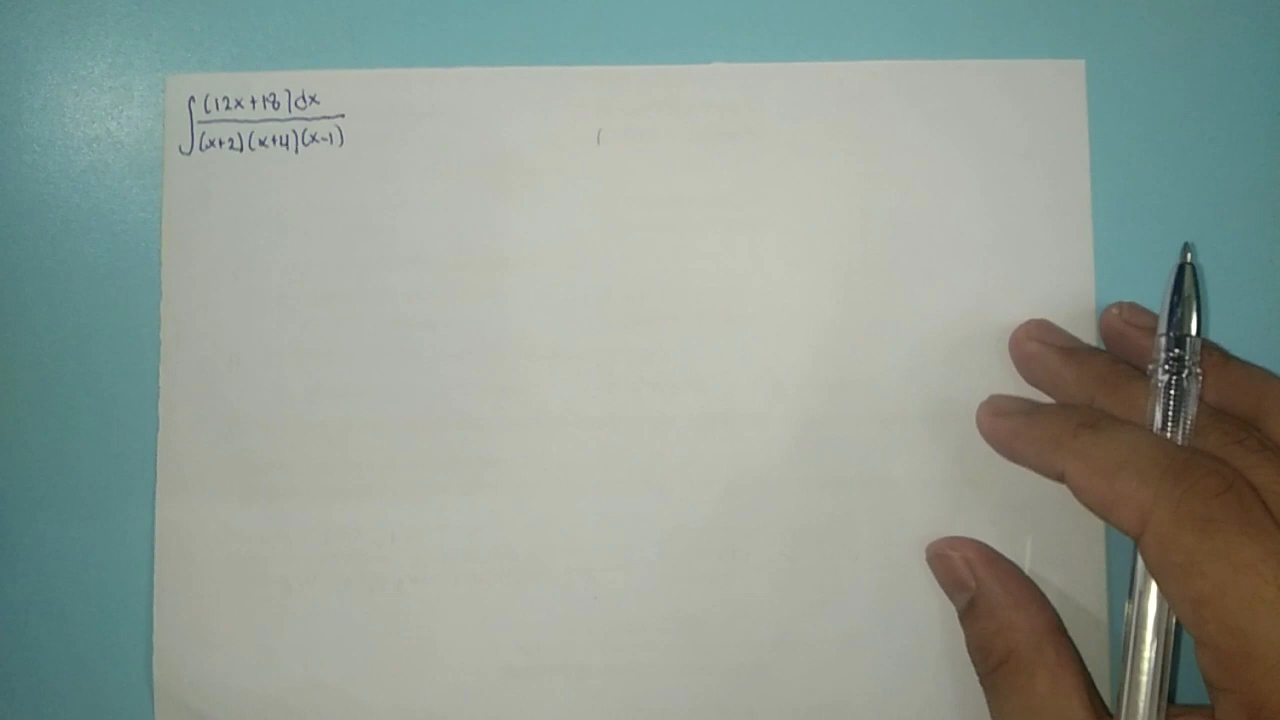 ∫ (12x+18)dx
(x+2)(x+4)(x-1)